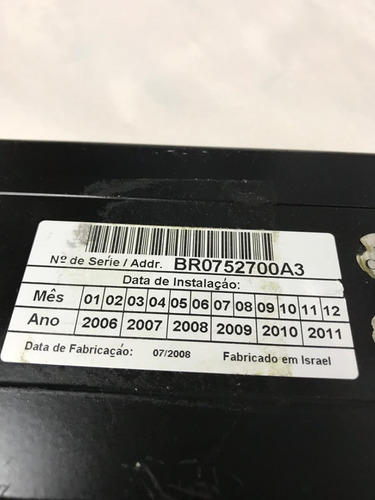 Nº de Serie / Addr. BR0752700A3
Data de Instalação:
Mês 01 02 03 04 05 06 07 08 09 10 11 12
Ano 2006 2007 2008 2009 2010 2011
Data de Fabricação: 07/2008 Fabricado em Israel